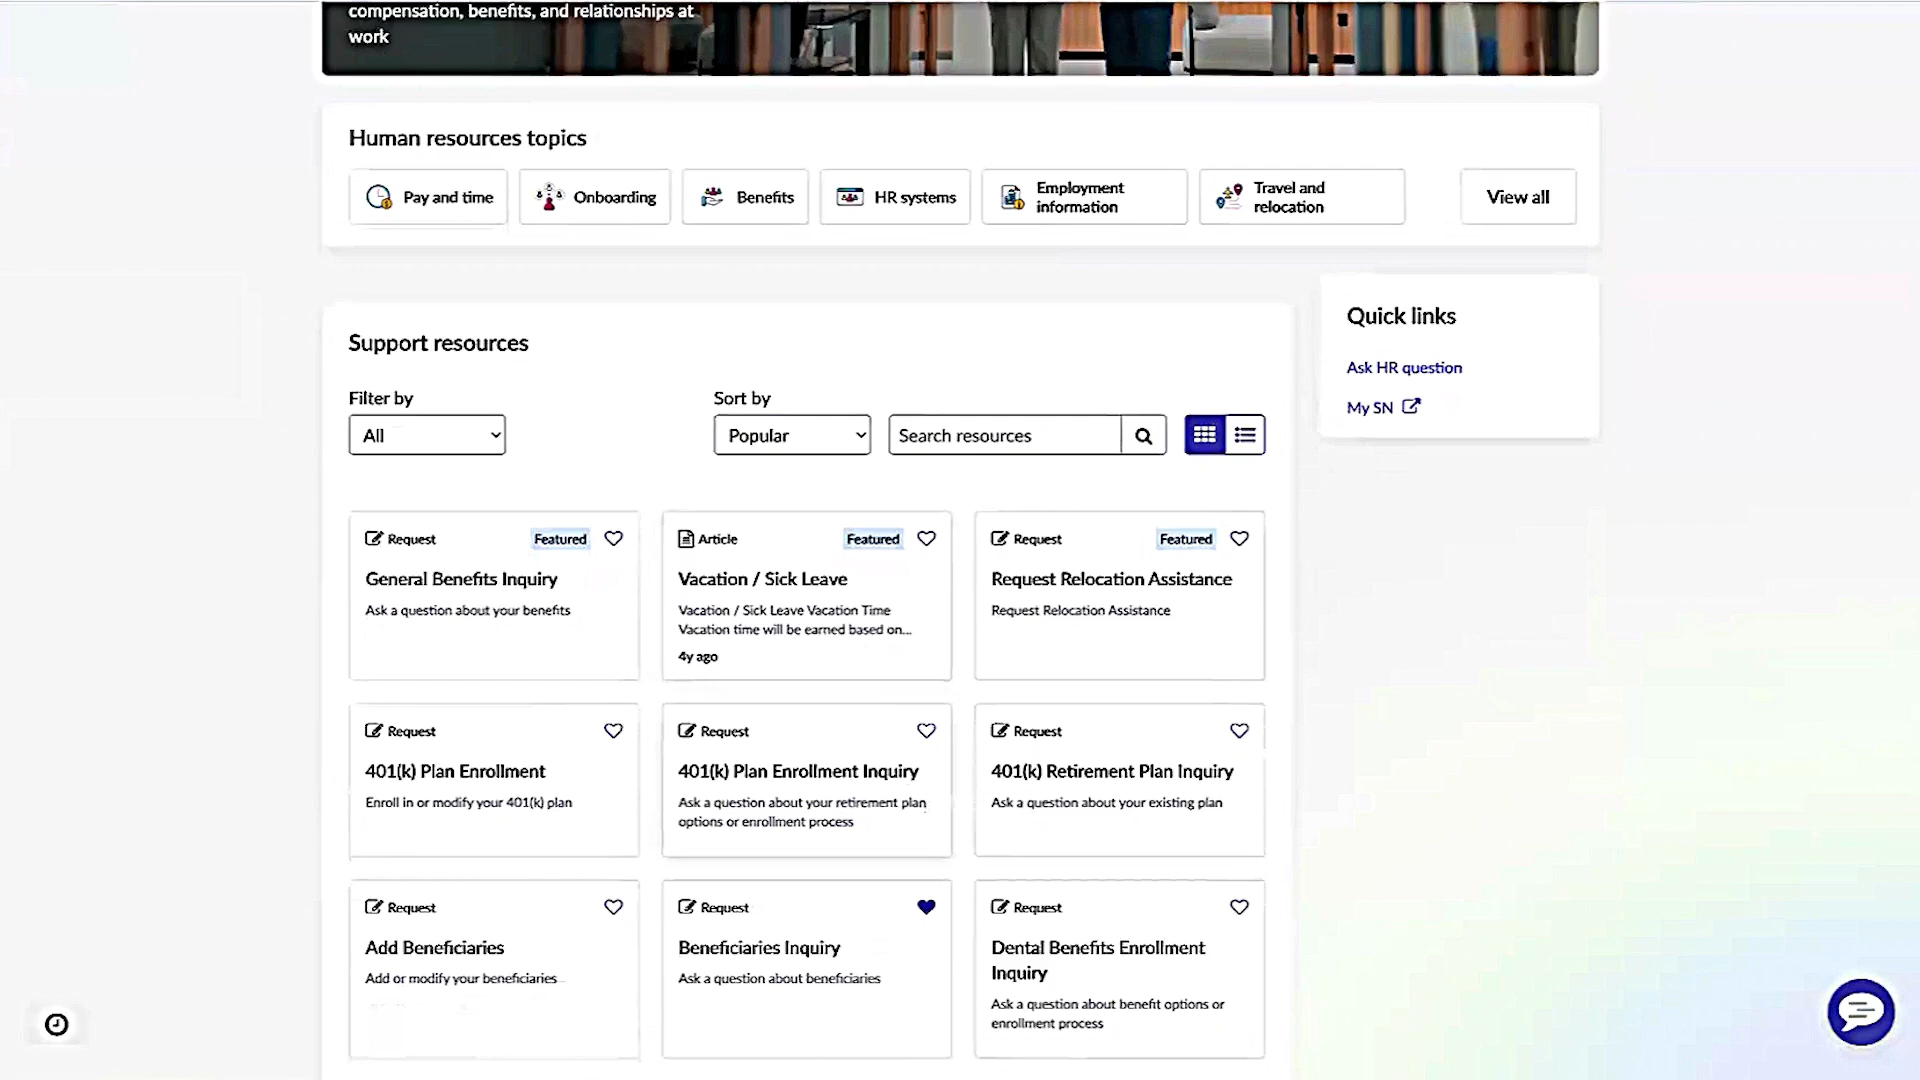 compensation, benefits, and relationships at
work
Human resources topics
Pay and time
Onboarding
Benefits
HR systems
Employment
information
Travel and
relocation
View all
Support resources
Quick links
Ask HR question
My SN
Filter by
Sort by
All
Popular
Search resources
Request
Featured
General Benefits Inquiry
Ask a question about your benefits
Article
Featured
Vacation / Sick Leave
Vacation / Sick Leave Vacation Time
Vacation time will be earned based on...
4y ago
Request
Featured
Request Relocation Assistance
Request Relocation Assistance
Request
401(k) Plan Enrollment
Enroll in or modify your 401(k) plan
Request
401(k) Plan Enrollment Inquiry
Ask a question about your retirement plan
options or enrollment process
Request
401(k) Retirement Plan Inquiry
Ask a question about your existing plan
Request
Add Beneficiaries
Add or modify your beneficiaries
Request
Beneficiaries Inquiry
Ask a question about beneficiaries
Request
Dental Benefits Enrollment
Inquiry
Ask a question about benefit options or
enrollment process